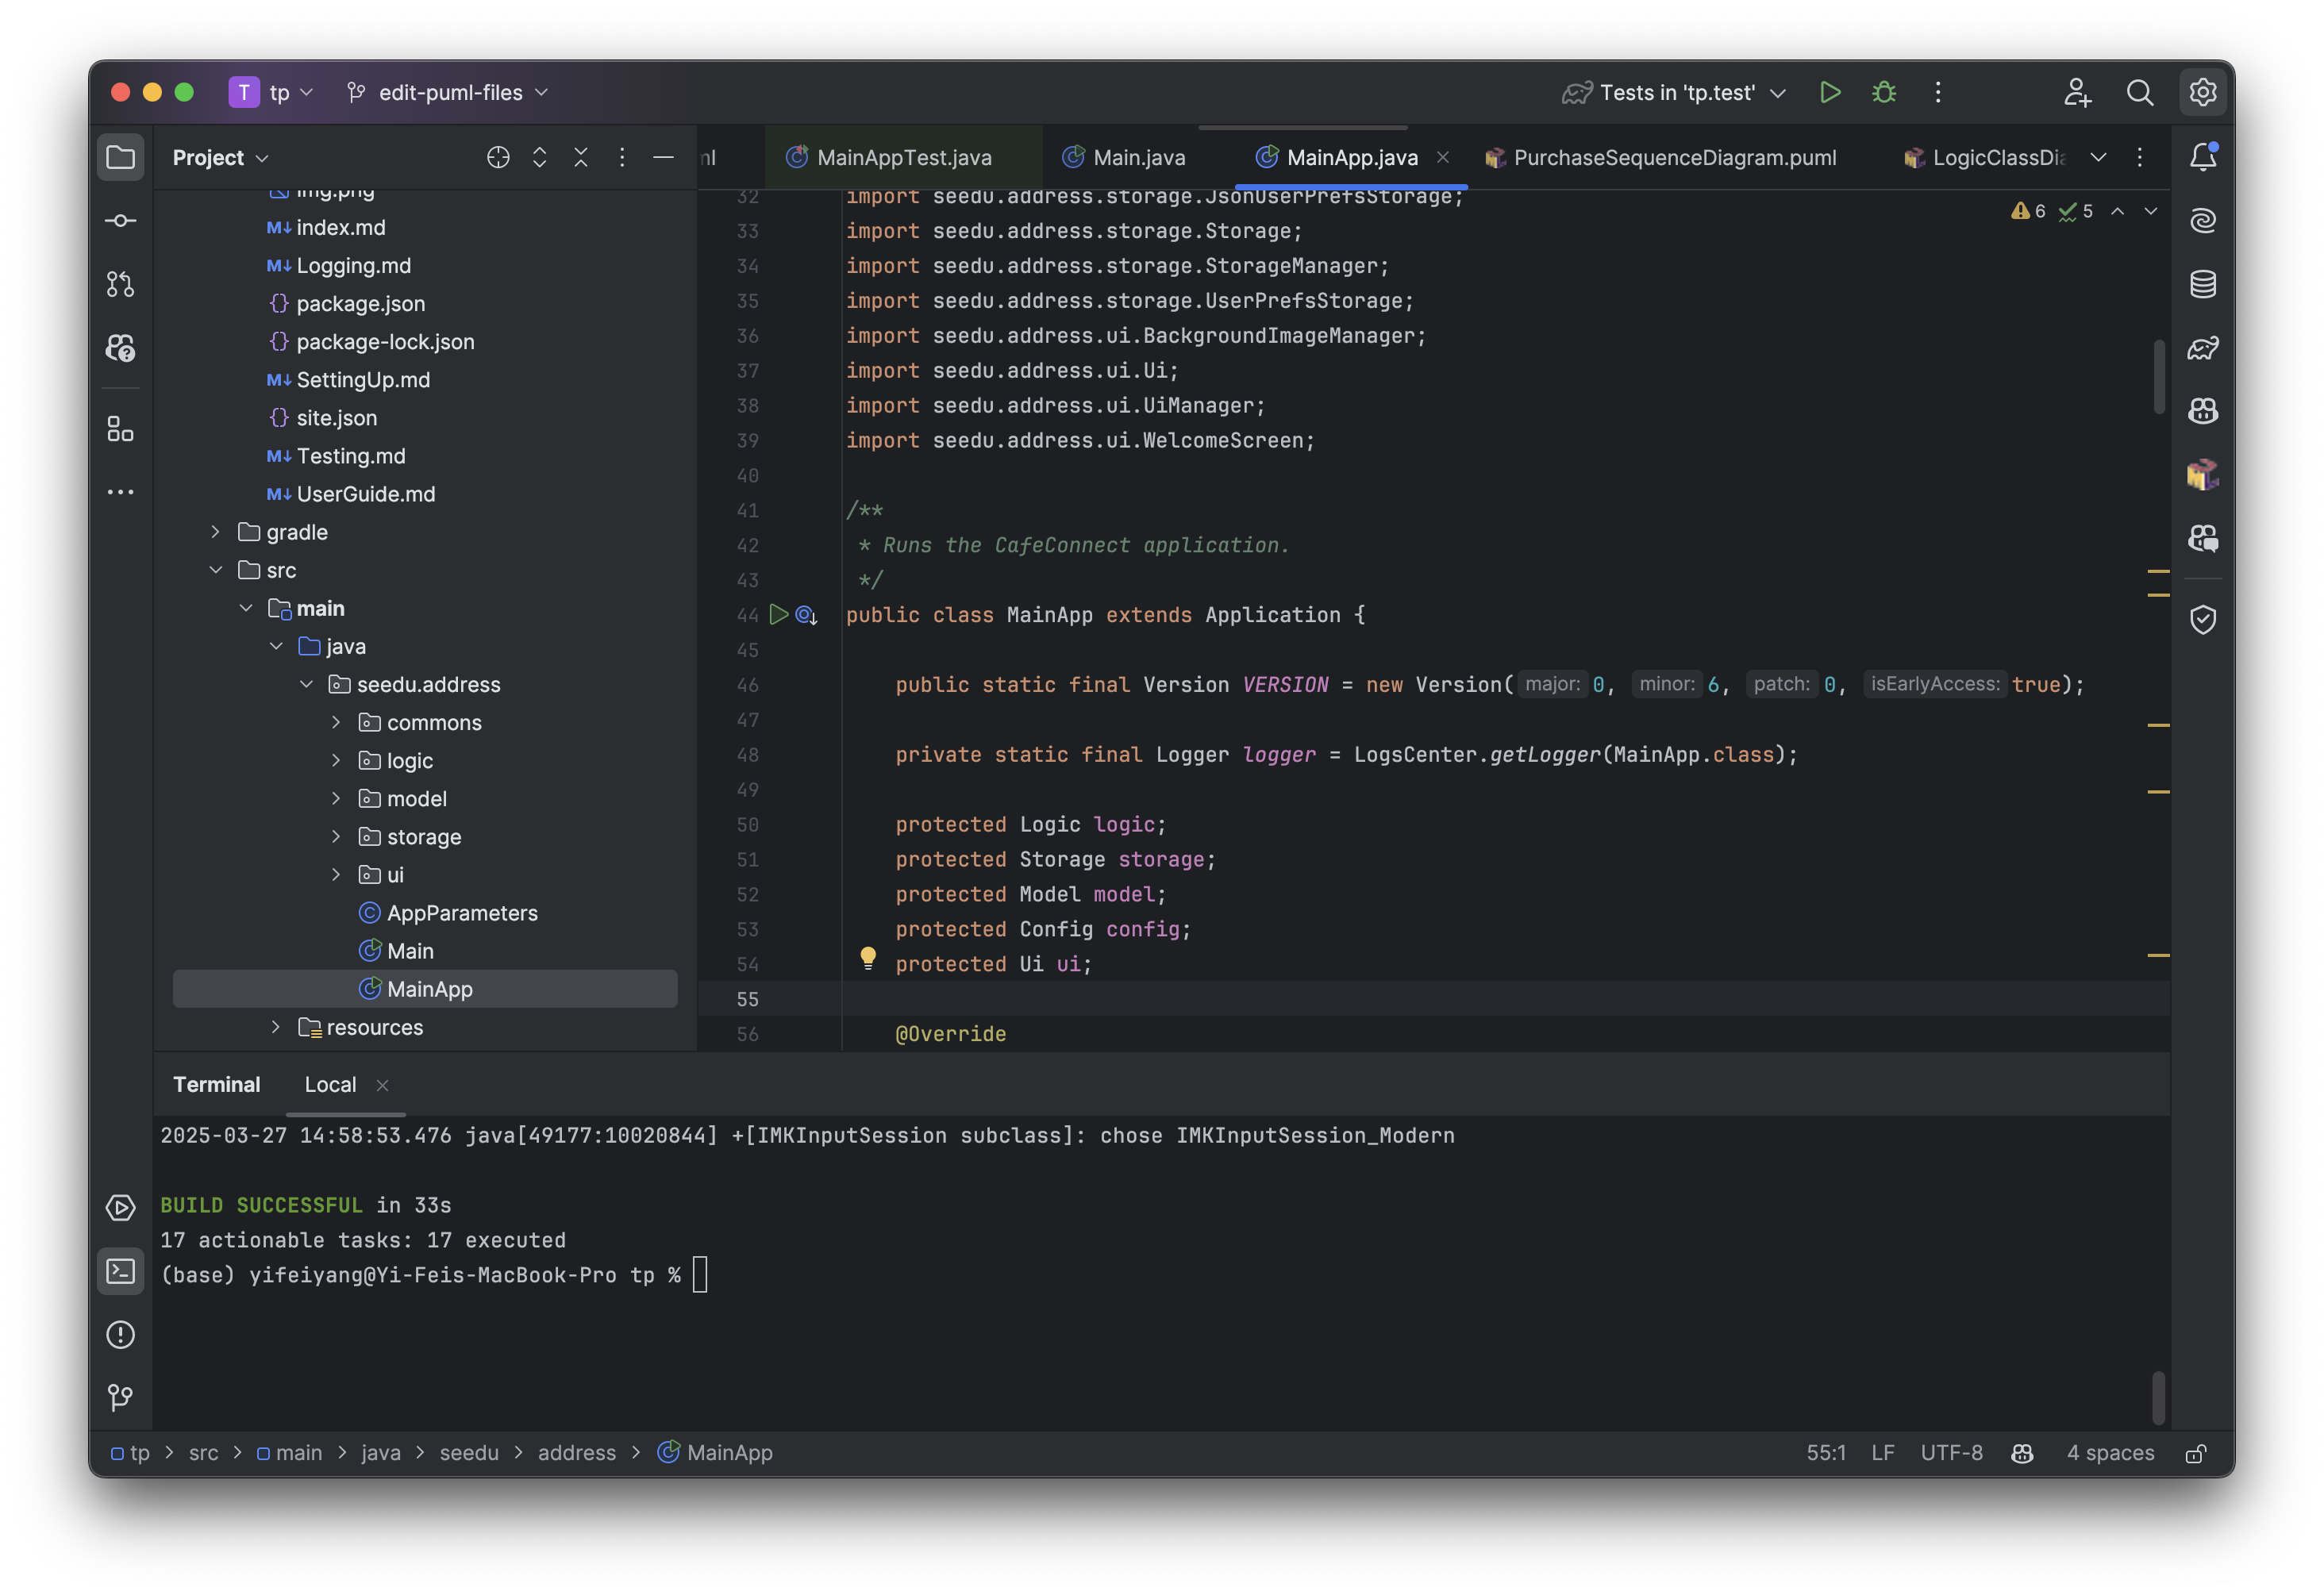 T tp edit-puml-files Tests in 'tp.test'
Project
img.png
M↓ index.md
M↓ Logging.md
{} package.json
{} package-lock.json
M↓ SettingUp.md
{} site.json
M↓ Testing.md
M↓ UserGuide.md
gradle
src
main
java
seedu.address
commons
logic
model
storage
ui
AppParameters
Main
MainApp
resources
ml MainAppTest.java Main.java MainApp.java PurchaseSequenceDiagram.puml LogicClassDia
6 5
32 import seedu.address.storage.JsonUserPrefsStorage;
33 import seedu.address.storage.Storage;
34 import seedu.address.storage.StorageManager;
35 import seedu.address.storage.UserPrefsStorage;
36 import seedu.address.ui.BackgroundImageManager;
37 import seedu.address.ui.Ui;
38 import seedu.address.ui.UiManager;
39 import seedu.address.ui.WelcomeScreen;
40
41 /**
42 * Runs the CafeConnect application.
43 */
44 public class MainApp extends Application {
45
46 public static final Version VERSION = new Version( major: 0, minor: 6, patch: 0, isEarlyAccess: true);
47
48 private static final Logger logger = LogsCenter.getLogger(MainApp.class);
49
50 protected Logic logic;
51 protected Storage storage;
52 protected Model model;
53 protected Config config;
54 protected Ui ui;
55
56 @Override
Terminal Local
2025-03-27 14:58:53.476 java[49177:10020844] +[IMKInputSession subclass]: chose IMKInputSession_Modern
BUILD SUCCESSFUL in 33s
17 actionable tasks: 17 executed
(base) yifeiyang@Yi-Feis-MacBook-Pro tp %
tp > src > main > java > seedu > address > MainApp 55:1 LF UTF-8 4 spaces